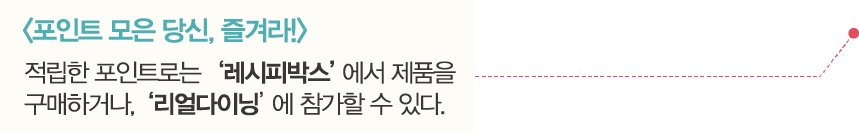 <포인트 모은 당신, 즐겨라!>
적립한 포인트로는 ‘레시피박스’ 에서 제품을
구매하거나, ‘리얼다이닝’ 에 참가할 수 있다.